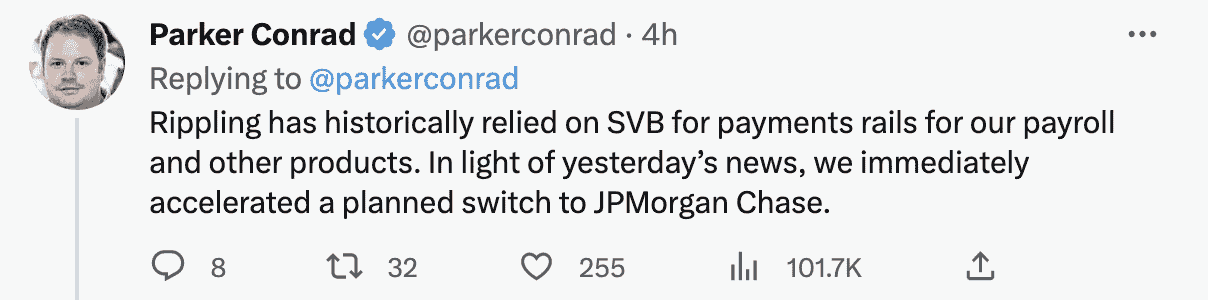 Parker Conrad @parkerconrad · 4h
Replying to @parkerconrad
Rippling has historically relied on SVB for payments rails for our payroll
and other products. In light of yesterday’s news, we immediately
accelerated a planned switch to JPMorgan Chase.
8 32 255 101.7K